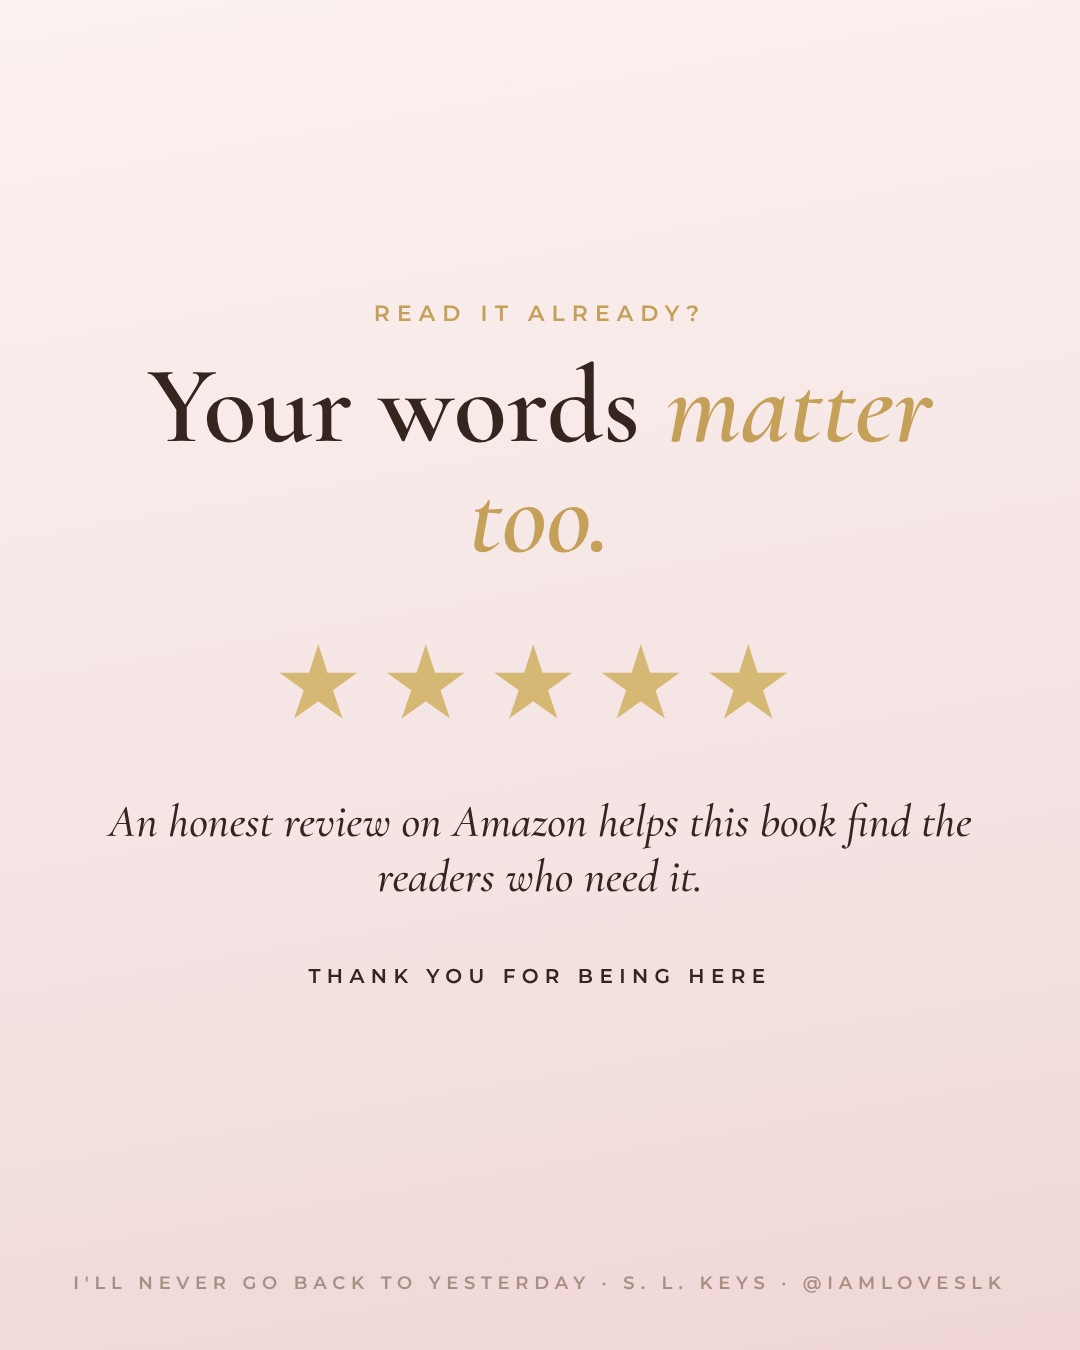 READ IT ALREADY?
Your words matter
too.
An honest review on Amazon helps this book find the
readers who need it.
THANK YOU FOR BEING HERE
I'LL NEVER GO BACK TO YESTERDAY · S. L. KEYS · @IAMLOVESLK